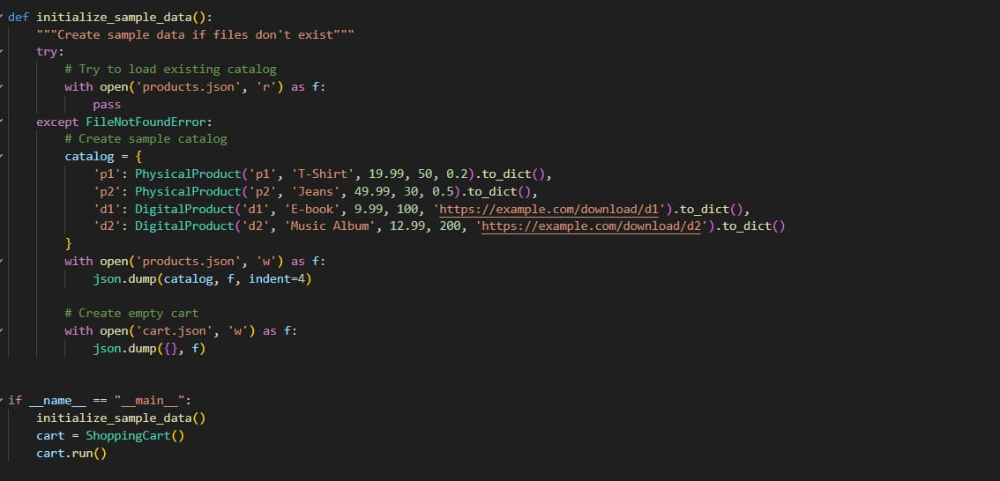 def initialize_sample_data():
    """Create sample data if files don't exist"""
    try:
        # Try to load existing catalog
        with open('products.json', 'r') as f:
            pass
    except FileNotFoundError:
        # Create sample catalog
        catalog = {
            'p1': PhysicalProduct('p1', 'T-Shirt', 19.99, 50, 0.2).to_dict(),
            'p2': PhysicalProduct('p2', 'Jeans', 49.99, 30, 0.5).to_dict(),
            'd1': DigitalProduct('d1', 'E-book', 9.99, 100, 'https://example.com/download/d1').to_dict(),
            'd2': DigitalProduct('d2', 'Music Album', 12.99, 200, 'https://example.com/download/d2').to_dict()
        }
        with open('products.json', 'w') as f:
            json.dump(catalog, f, indent=4)

        # Create empty cart
        with open('cart.json', 'w') as f:
            json.dump({}, f)


if __name__ == "__main__":
    initialize_sample_data()
    cart = ShoppingCart()
    cart.run()